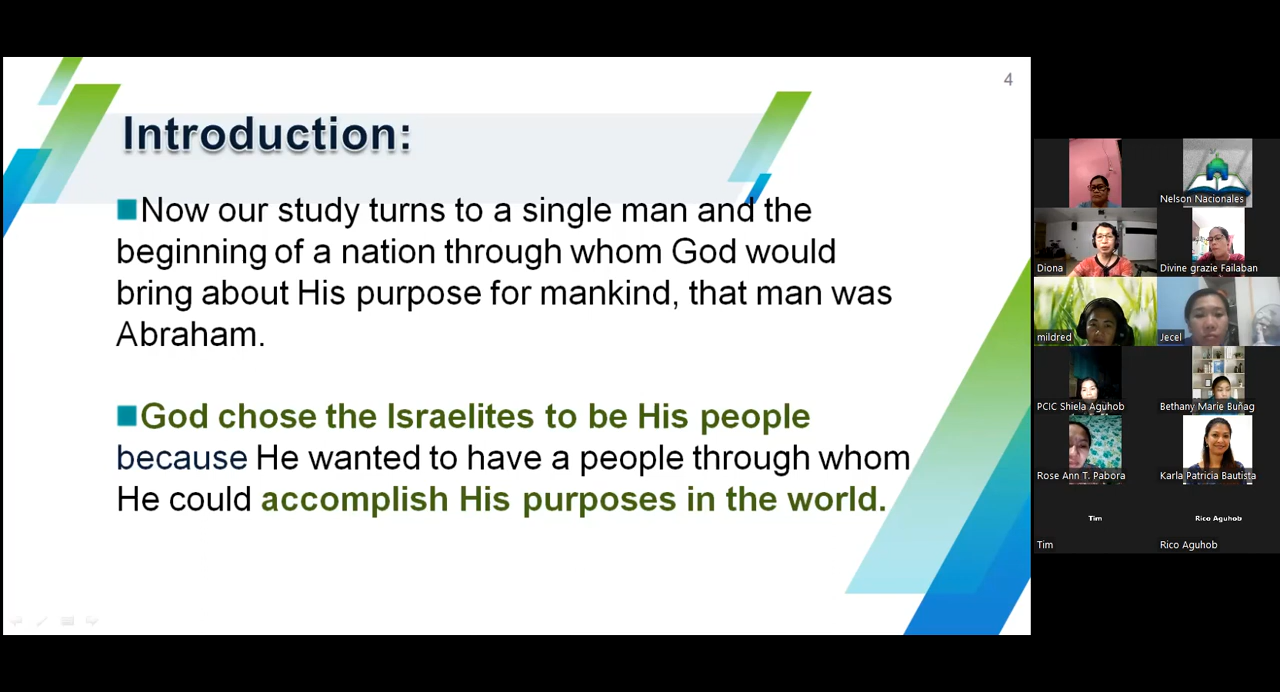 4
Introduction:
Now our study turns to a single man and the
beginning of a nation through whom God would
bring about His purpose for mankind, that man was
Abraham.
God chose the Israelites to be His people
because He wanted to have a people through whom
He could accomplish His purposes in the world.
Nelson Nacionales
Diona
Divine grazie Failaban
mildred
Jecel
PCIC Shiela Aguhob
Bethany Marie Buñag
Rose Ann T. Pabora
Karla Patricia Bautista
Tim
Rico Aguhob
Tim
Rico Aguhob